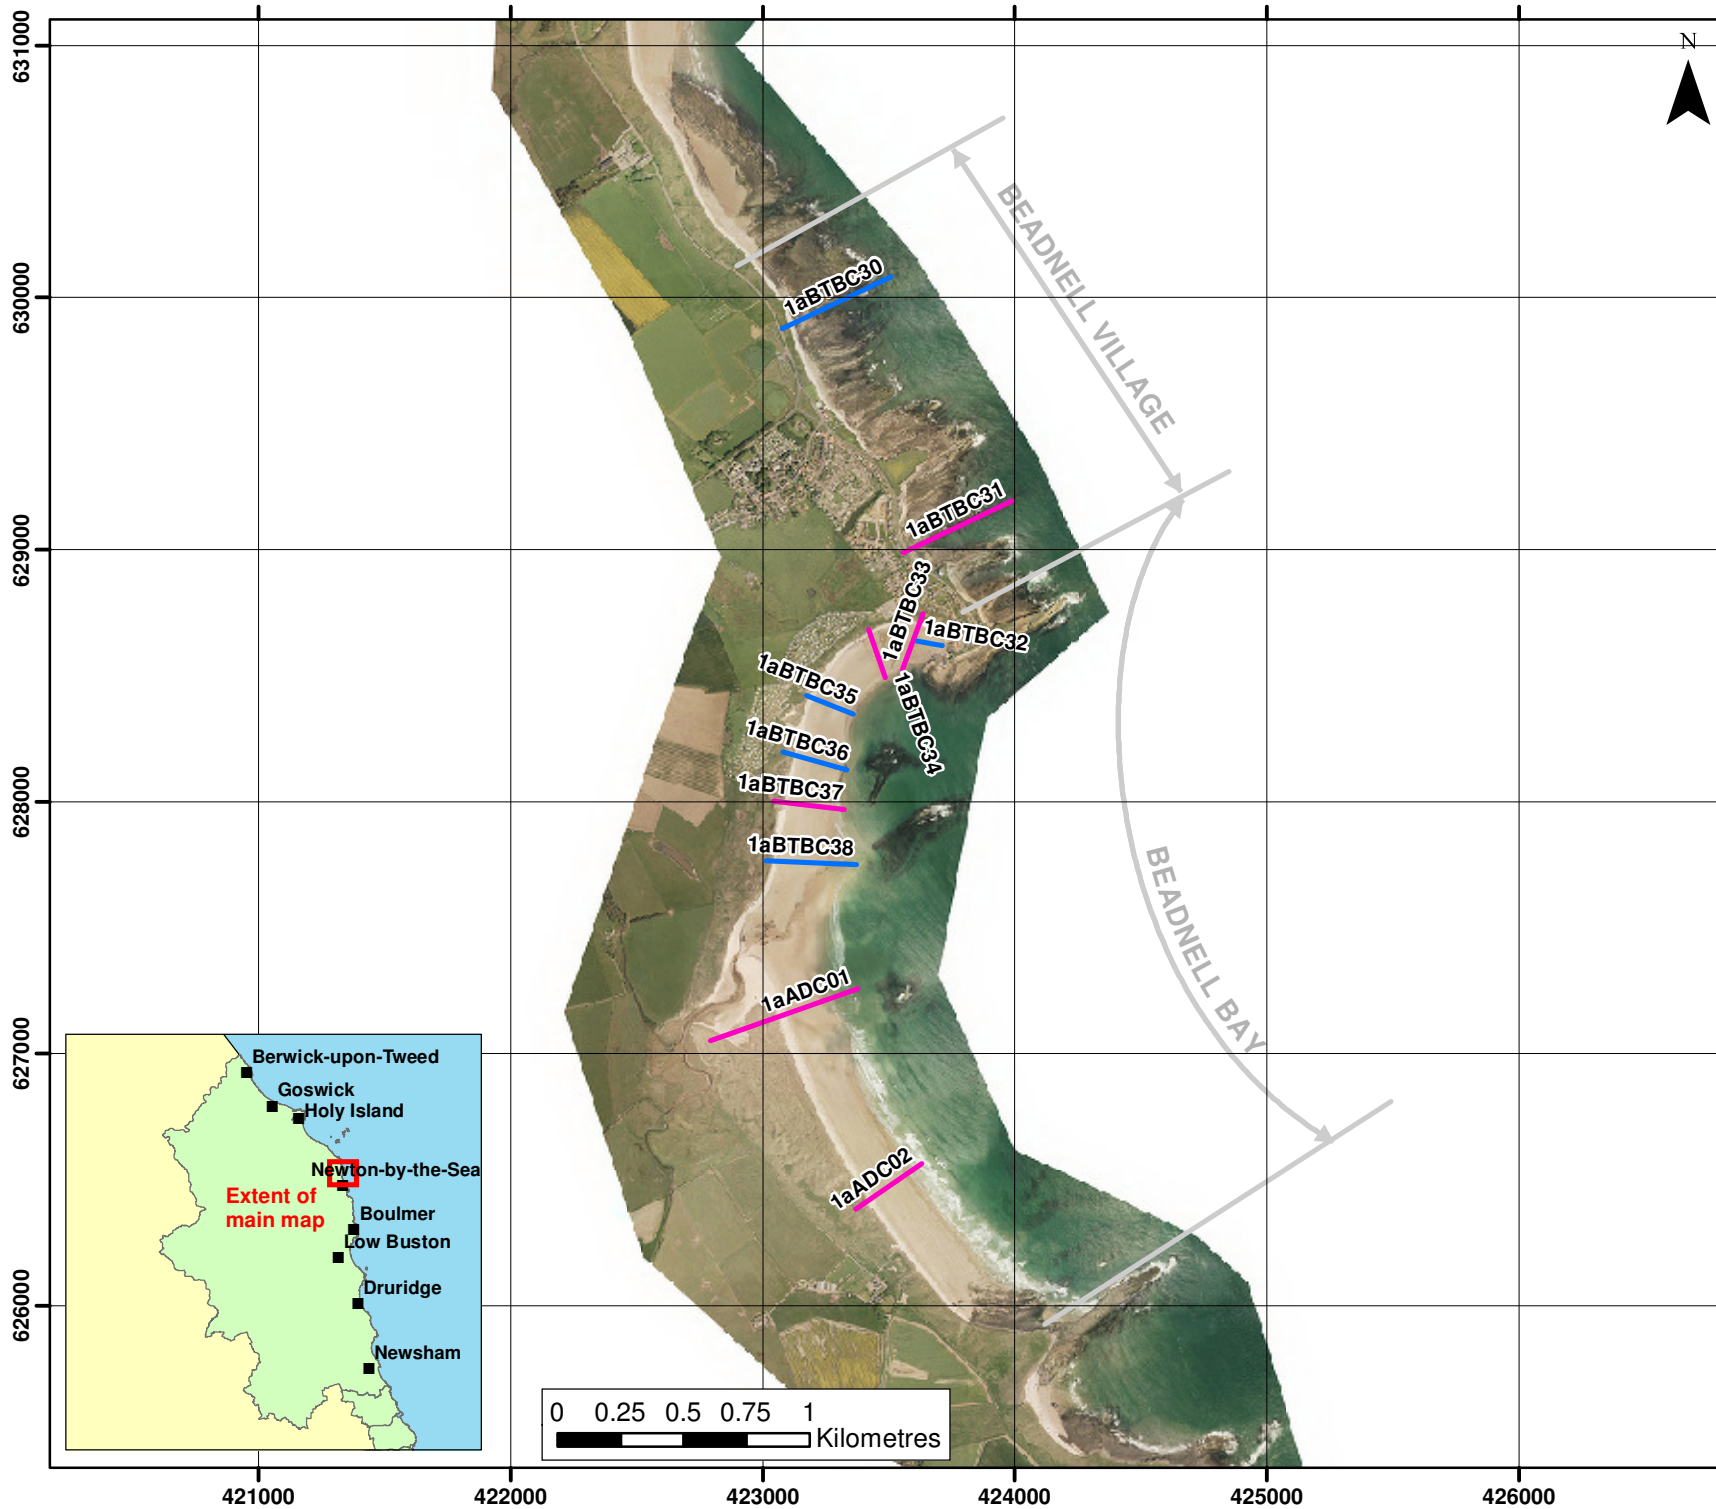 631000
630000
629000
628000
627000
626000
N
BEADNELL VILLAGE
BEADNELL BAY
1aBTBC30
1aBTBC31
1aBTBC33
1aBTBC32
1aBTBC34
1aBTBC35
1aBTBC36
1aBTBC37
1aBTBC38
1aADC01
1aADC02
Berwick-upon-Tweed
Goswick
Holy Island
Newton-by-the-Sea
Extent of
main map
Boulmer
Low Buston
Druridge
Newsham
0 0.25 0.5 0.75 1
Kilometres
421000 422000 423000 424000 425000 426000